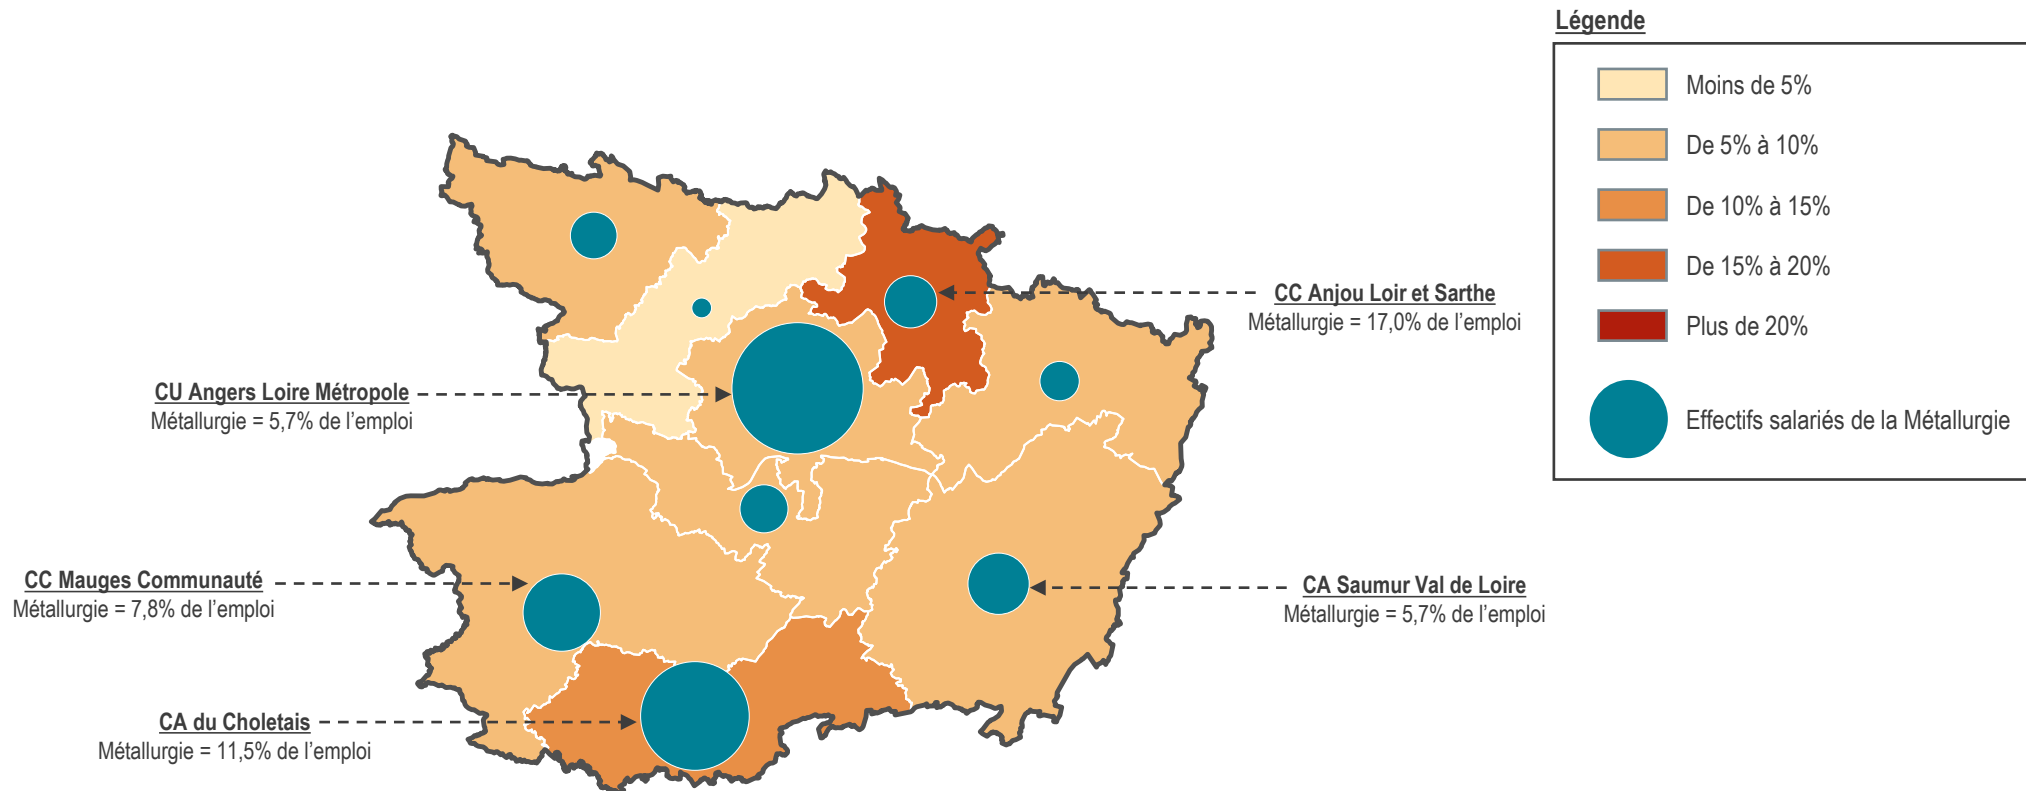 Légende
Moins de 5%
De 5% à 10%
De 10% à 15%
De 15% à 20%
Plus de 20%
Effectifs salariés de la Métallurgie
CC Anjou Loir et Sarthe
Métallurgie = 17,0% de l’emploi
CU Angers Loire Métropole
Métallurgie = 5,7% de l’emploi
CC Mauges Communauté
Métallurgie = 7,8% de l’emploi
CA Saumur Val de Loire
Métallurgie = 5,7% de l’emploi
CA du Choletais
Métallurgie = 11,5% de l’emploi